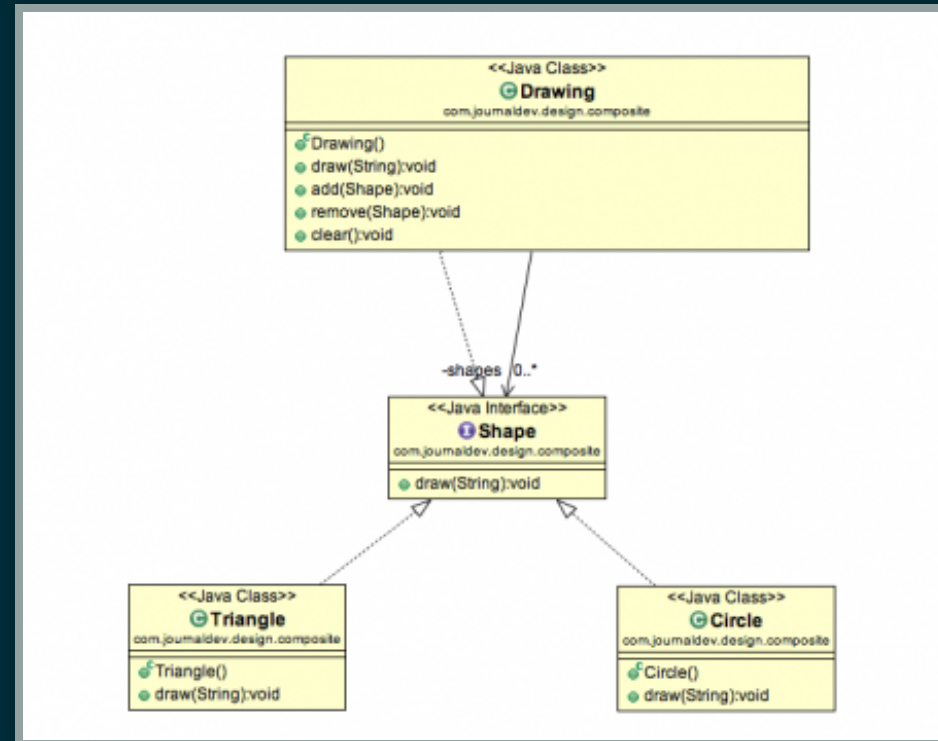 <<Java Class>>
Drawing
com.journaldev.design.composite
Drawing()
draw(String):void
add(Shape):void
remove(Shape):void
clear():void
-shapes 0..*
<<Java Interface>>
I Shape
com.journaldev.design.composite
draw(String):void
<<Java Class>>
C Triangle
com.journaldev.design.composite
C Triangle()
draw(String):void
<<Java Class>>
C Circle
com.journaldev.design.composite
C Circle()
draw(String):void